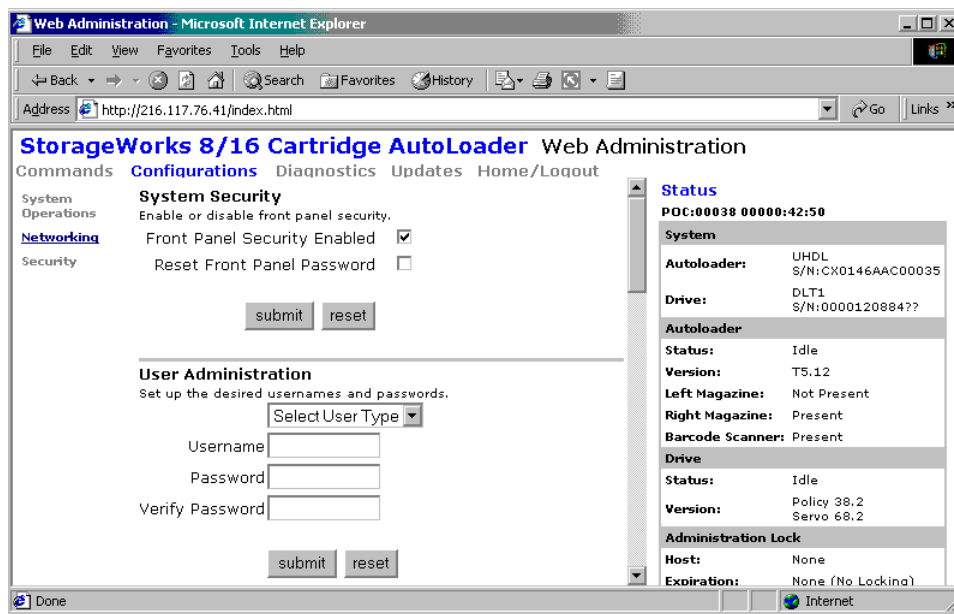 Web Administration - Microsoft Internet Explorer
File Edit View Favorites Tools Help
Back Search Favorites History
Address http://216.117.76.41/index.html Go Links »
StorageWorks 8/16 Cartridge AutoLoader Web Administration
Commands Configurations Diagnostics Updates Home/Logout
System Operations
Networking
Security
System Security
Enable or disable front panel security.
Front Panel Security Enabled
Reset Front Panel Password
submit reset
User Administration
Set up the desired usernames and passwords.
Select User Type
Username
Password
Verify Password
submit reset
Status
POC:00038 00000:42:50
System
Autoloader: UHDL
S/N:CX0146AAC00035
Drive: DLT1
S/N:0000120884??
Autoloader
Status: Idle
Version: T5.12
Left Magazine: Not Present
Right Magazine: Present
Barcode Scanner: Present
Drive
Status: Idle
Version: Policy 38.2
Servo 68.2
Administration Lock
Host: None
Expiration: None (No Locking)
Done Internet